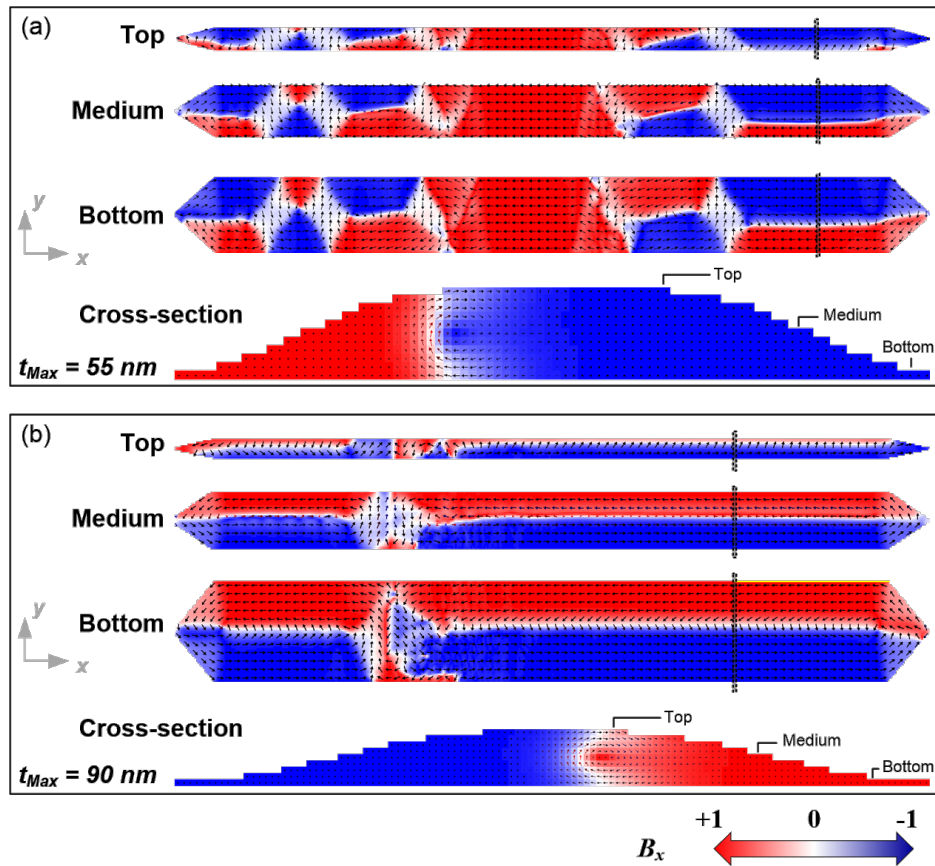 (a)
Top
Medium
Bottom
y
x
Top
Cross-section
Medium
Bottom
tMax = 55 nm
(b)
Top
Medium
Bottom
y
x
Cross-section
Top
Medium
Bottom
tMax = 90 nm
+1 0 -1
Bx